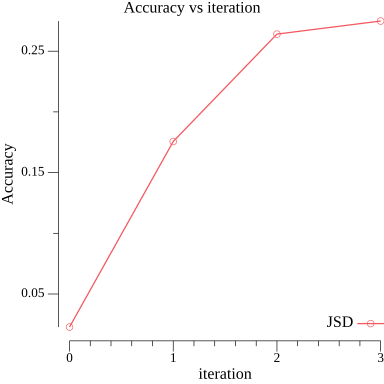 Accuracy vs iteration
0.25
0.15
0.05
Accuracy
JSD
0 1 2 3
iteration